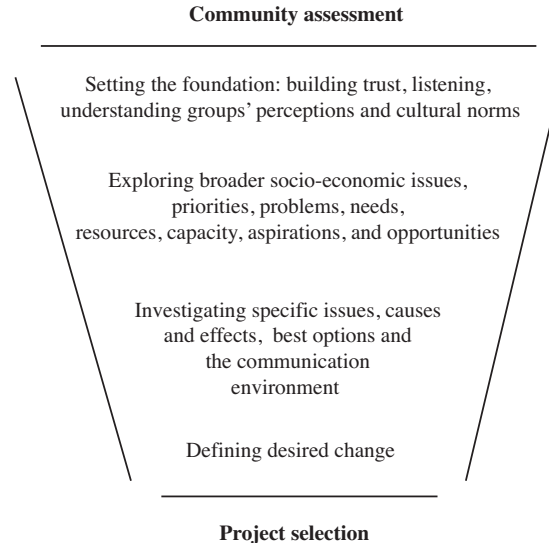 Community assessment
Setting the foundation: building trust, listening,
understanding groups’ perceptions and cultural norms
Exploring broader socio-economic issues,
priorities, problems, needs,
resources, capacity, aspirations, and opportunities
Investigating specific issues, causes
and effects, best options and
the communication
environment
Defining desired change
Project selection